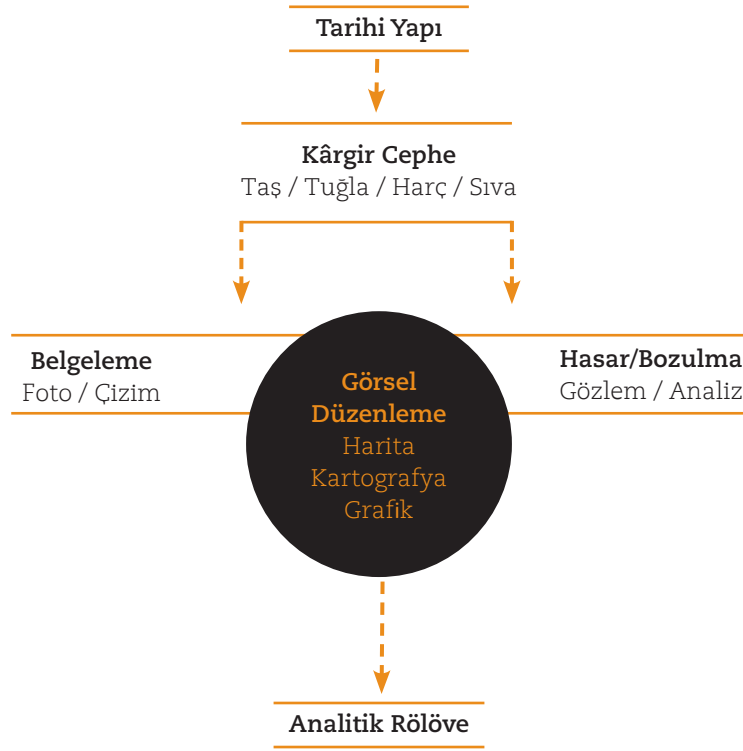 Tarihi Yapı
Kârgir Cephe
Taş / Tuğla / Harç / Sıva
Belgeleme
Foto / Çizim
Görsel
Düzenleme
Harita
Kartografya
Grafik
Hasar/Bozulma
Gözlem / Analiz
Analitik Rölöve